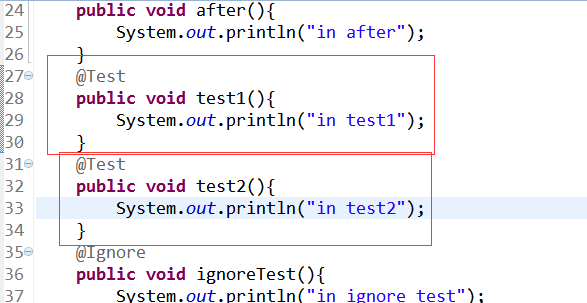 24 public void after(){
25 System.out.println("in after");
26 }
27 @Test
28 public void test1(){
29 System.out.println("in test1");
30 }
31 @Test
32 public void test2(){
33 System.out.println("in test2");
34 }
35 @Ignore
36 public void ignoreTest(){
37 System.out.println("in ignore test");